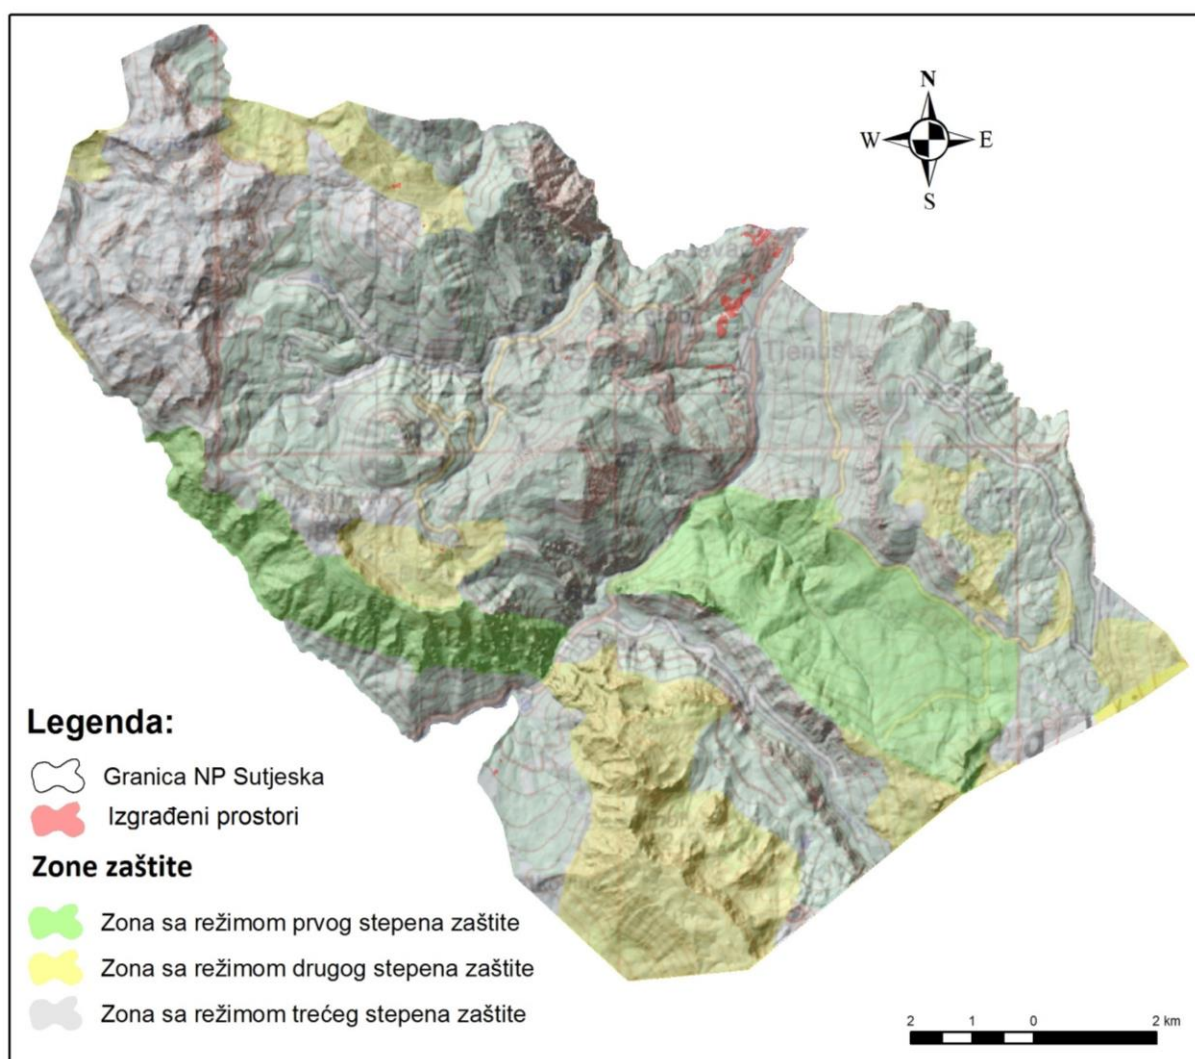 N
W E
S
Tjentište
Legenda:
Granica NP Sutjeska
Izgrađeni prostori
Zone zaštite
Zona sa režimom prvog stepena zaštite
Zona sa režimom drugog stepena zaštite
Zona sa režimom trećeg stepena zaštite
2 1 0 2 km